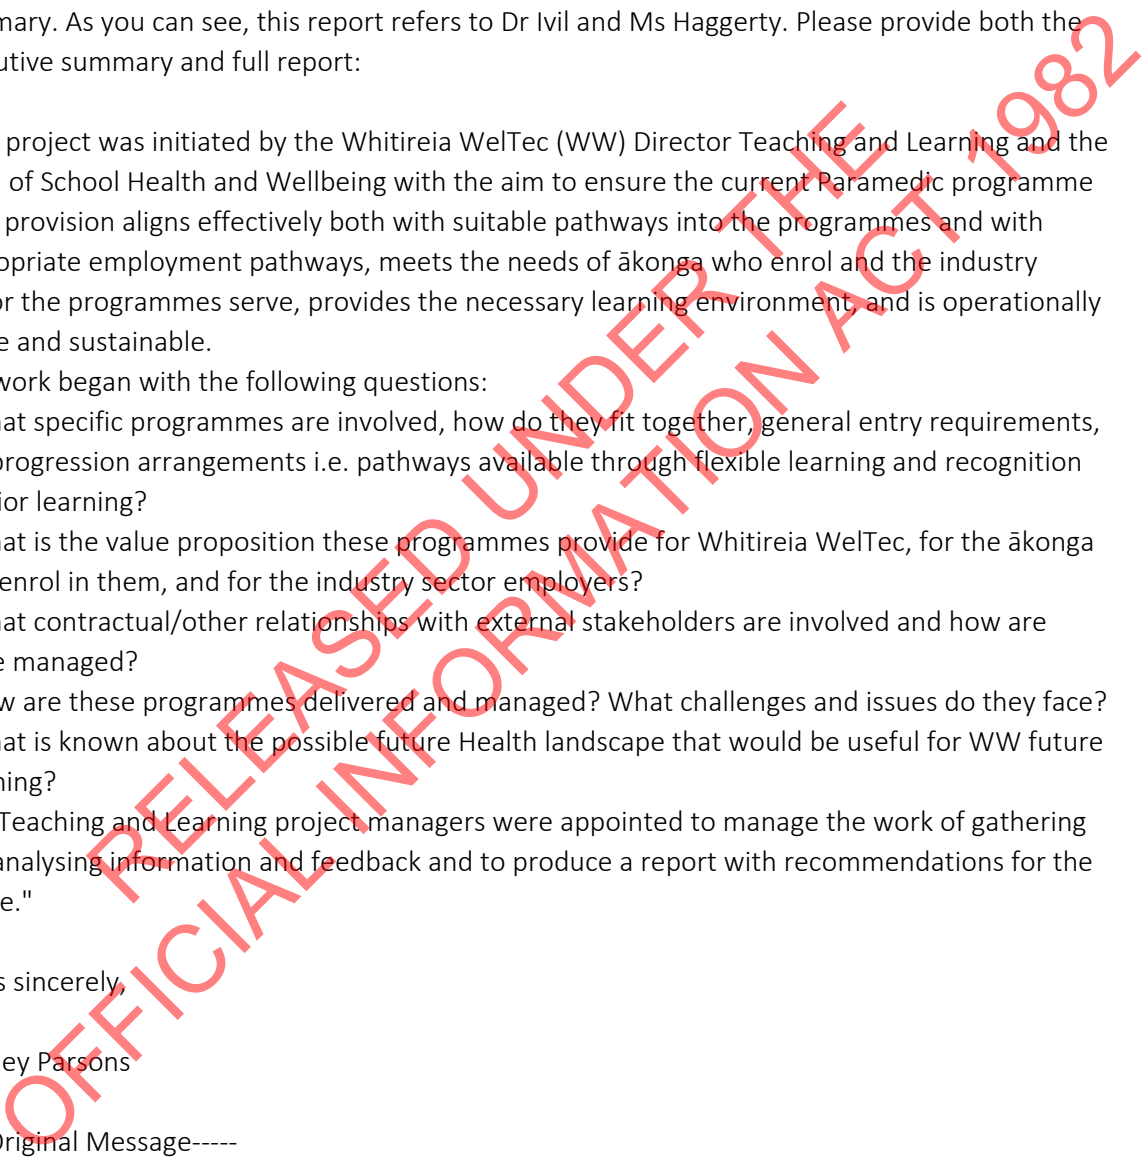 mary. As you can see, this report refers to Dr Ivil and Ms Haggerty. Please provide both the
utive summary and full report:
project was initiated by the Whitireia WelTec (WW) Director Teaching and Learning and the
of School Health and Wellbeing with the aim to ensure the current Paramedic programme
provision aligns effectively both with suitable pathways into the programmes and with
opriate employment pathways, meets the needs of ākonga who enrol and the industry
or the programmes serve, provides the necessary learning environment, and is operationally
e and sustainable.
work began with the following questions:
hat specific programmes are involved, how do they fit together, general entry requirements,
progression arrangements i.e. pathways available through flexible learning and recognition
rior learning?
hat is the value proposition these programmes provide for Whitireia WelTec, for the ākonga
enrol in them, and for the industry sector employers?
hat contractual/other relationships with external stakeholders are involved and how are
e managed?
w are these programmes delivered and managed? What challenges and issues do they face?
hat is known about the possible future Health landscape that would be useful for WW future
ning?
Teaching and Learning project managers were appointed to manage the work of gathering
analysing information and feedback and to produce a report with recommendations for the
e."
s sincerely,
ey Parsons
Original Message-----
RELEASED UNDER THE
OFFICIAL INFORMATION ACT 1982